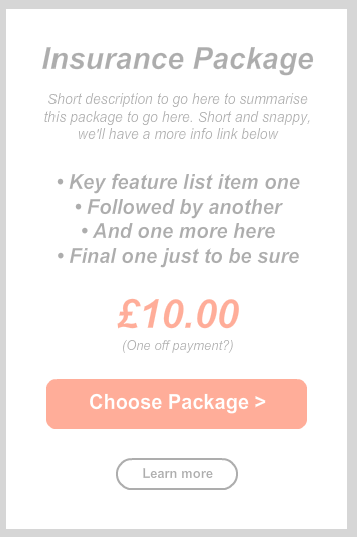 Insurance Package
Short description to go here to summarise
this package to go here. Short and snappy,
we'll have a more info link below
• Key feature list item one
• Followed by another
• And one more here
• Final one just to be sure
£10.00
(One off payment?)
Choose Package >
Learn more